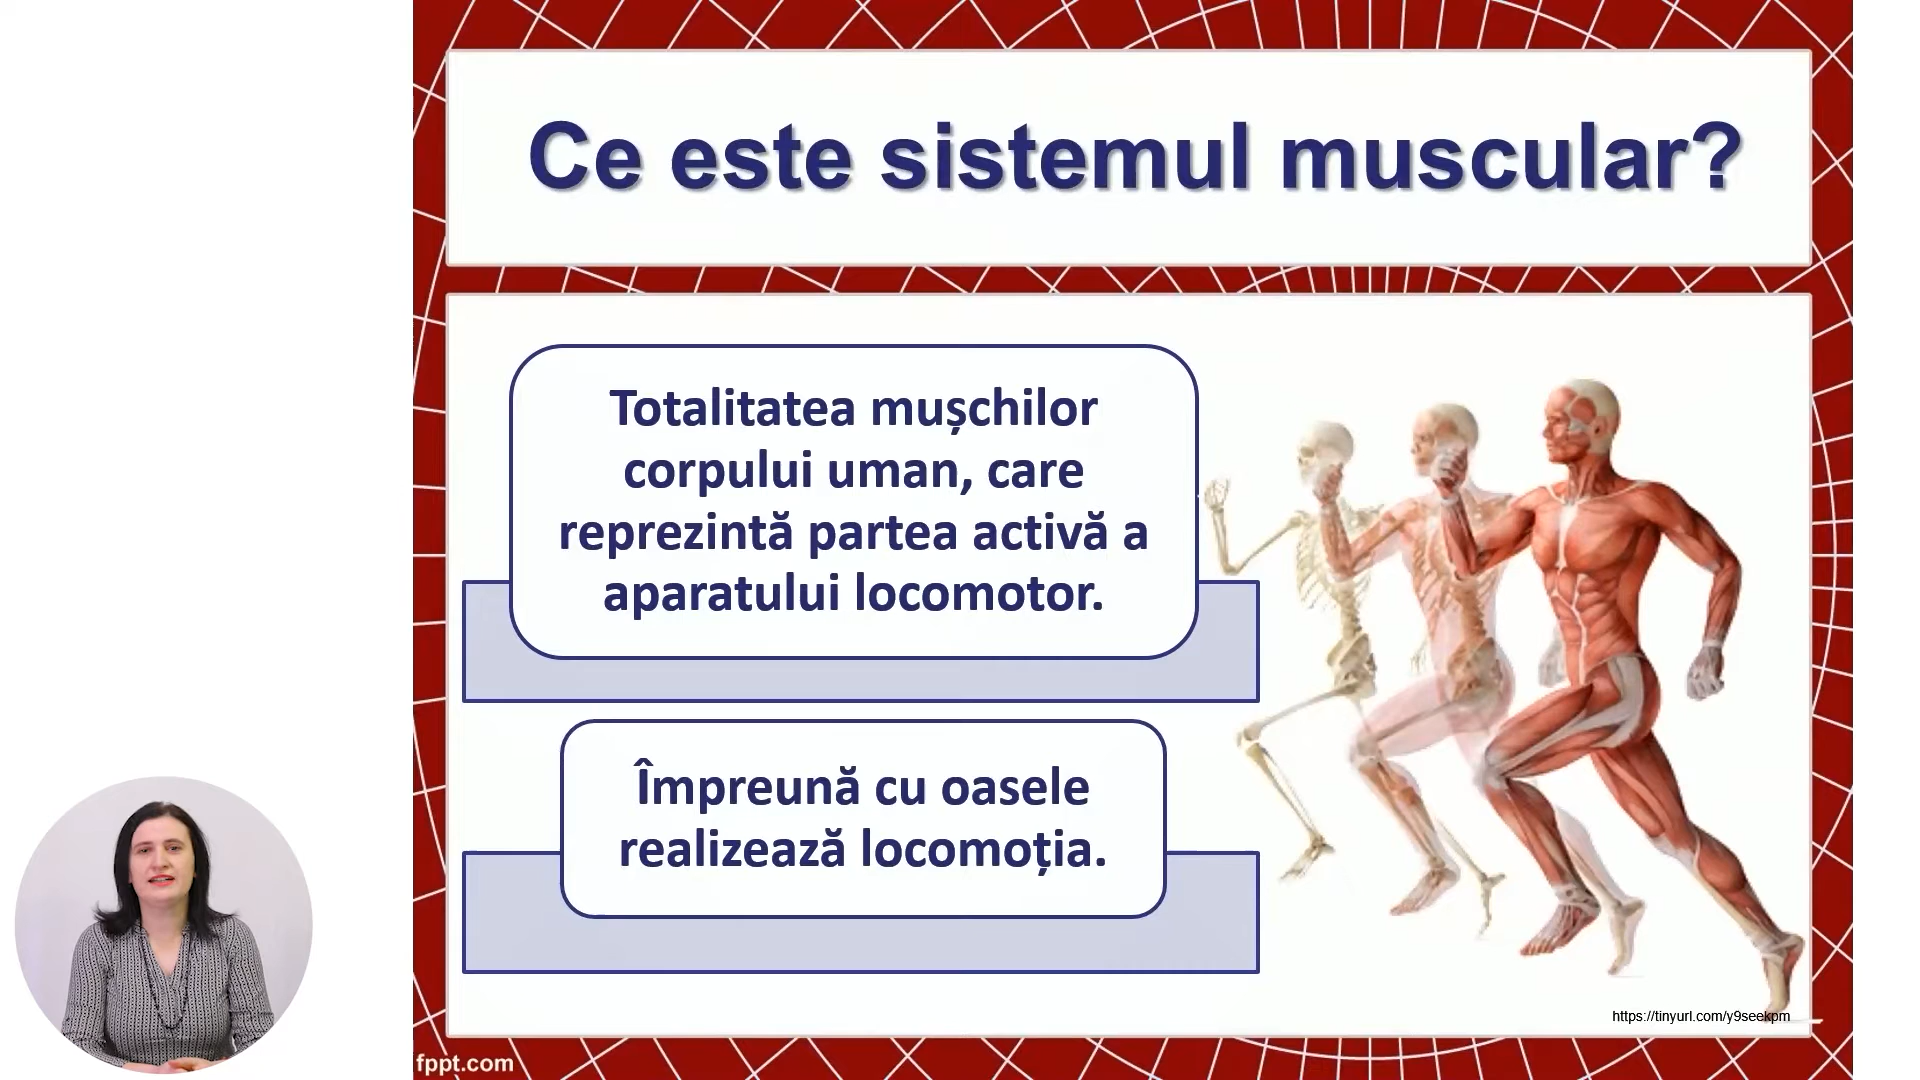 Ce este sistemul muscular?
Totalitatea mușchilor
corpului uman, care
reprezintă partea activă a
aparatului locomotor.
Împreună cu oasele
realizează locomoția.
https://tinyurl.com/y9seekpm
fppt.com